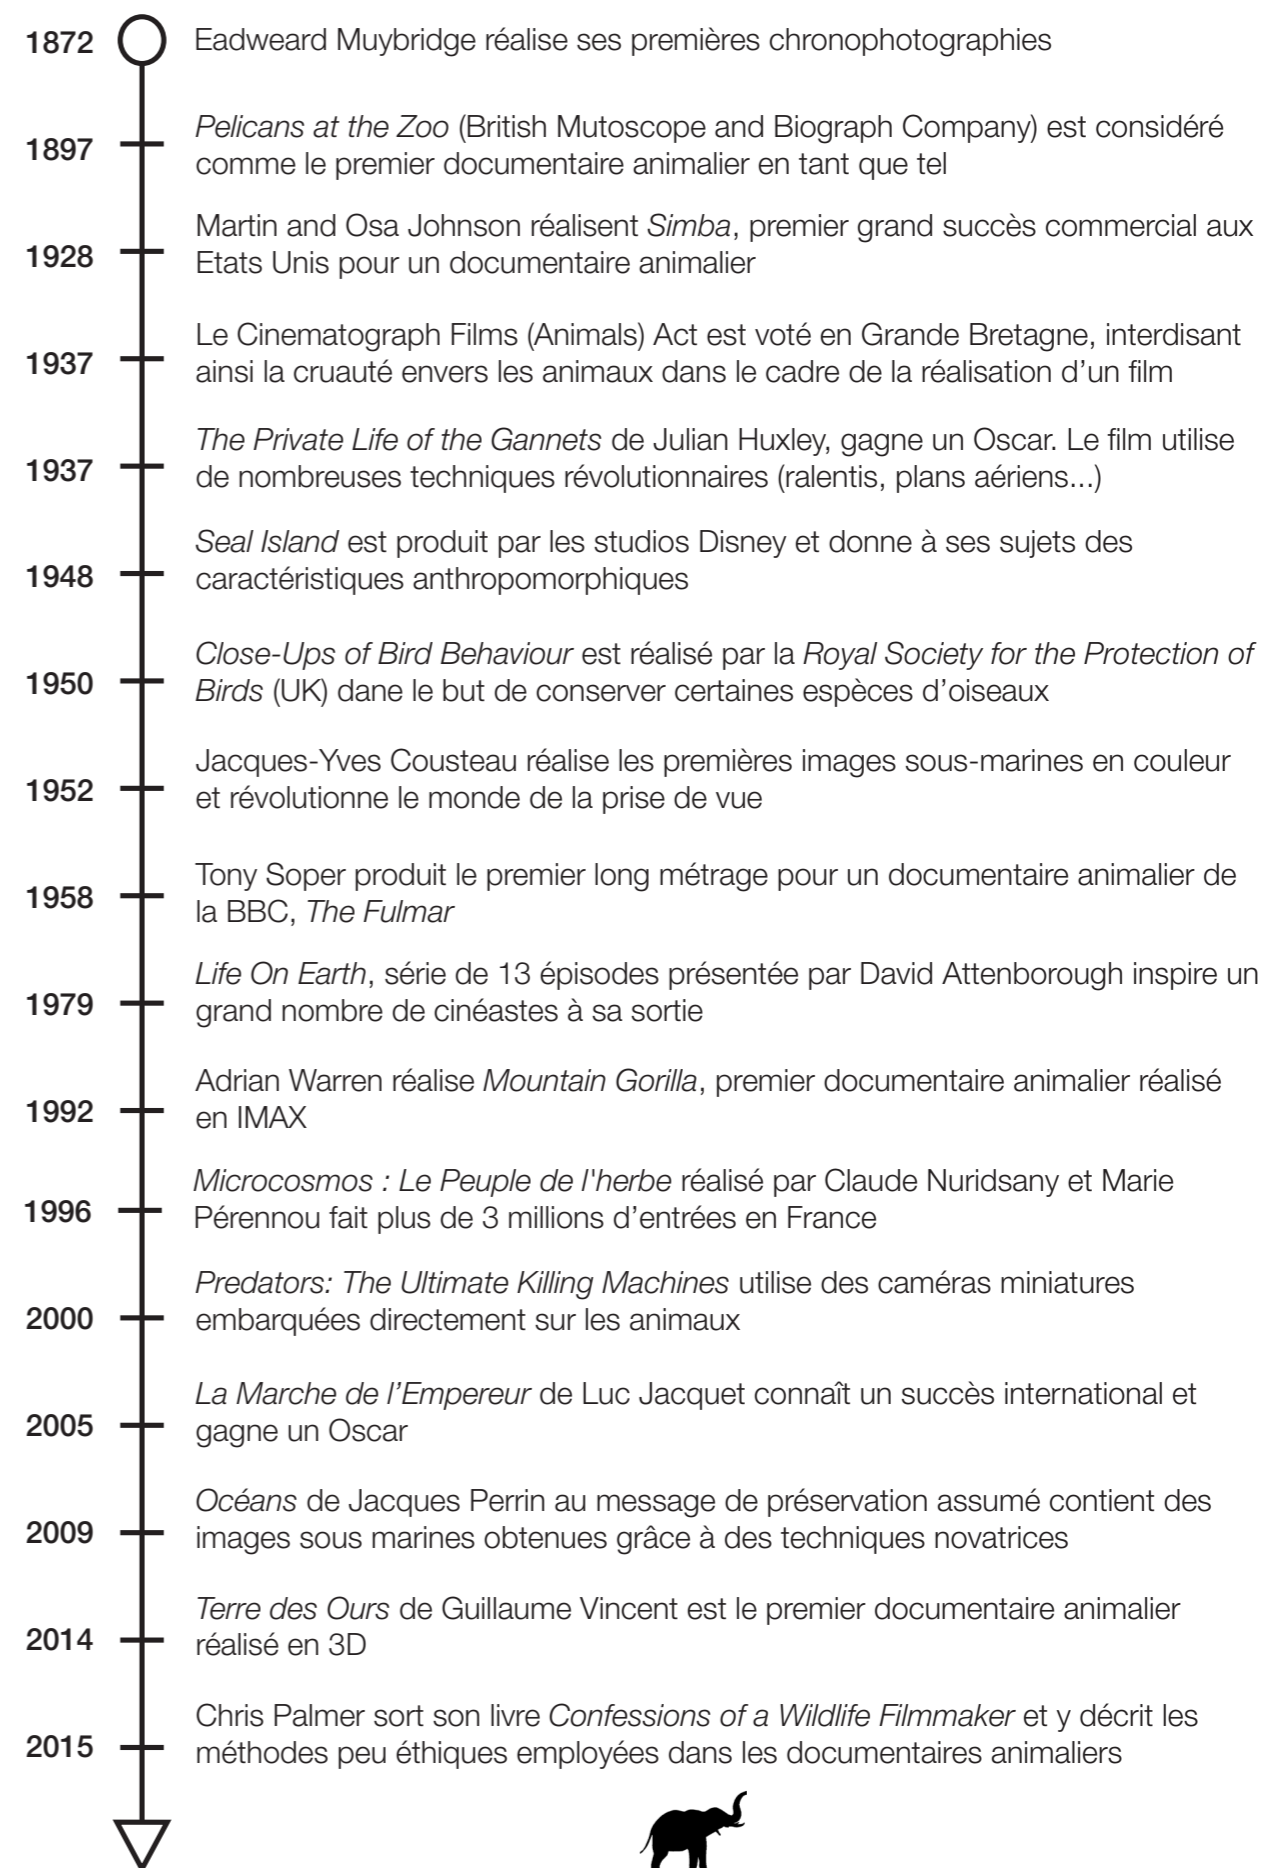 1872 Eadweard Muybridge réalise ses premières chronophotographies
1897 Pelicans at the Zoo (British Mutoscope and Biograph Company) est considéré
comme le premier documentaire animalier en tant que tel
1928 Martin and Osa Johnson réalisent Simba, premier grand succès commercial aux
Etats Unis pour un documentaire animalier
1937 Le Cinematograph Films (Animals) Act est voté en Grande Bretagne, interdisant
ainsi la cruauté envers les animaux dans le cadre de la réalisation d’un film
1937 The Private Life of the Gannets de Julian Huxley, gagne un Oscar. Le film utilise
de nombreuses techniques révolutionnaires (ralentis, plans aériens...)
1948 Seal Island est produit par les studios Disney et donne à ses sujets des
caractéristiques anthropomorphiques
1950 Close-Ups of Bird Behaviour est réalisé par la Royal Society for the Protection of
Birds (UK) dane le but de conserver certaines espèces d’oiseaux
1952 Jacques-Yves Cousteau réalise les premières images sous-marines en couleur
et révolutionne le monde de la prise de vue
1958 Tony Soper produit le premier long métrage pour un documentaire animalier de
la BBC, The Fulmar
1979 Life On Earth, série de 13 épisodes présentée par David Attenborough inspire un
grand nombre de cinéastes à sa sortie
1992 Adrian Warren réalise Mountain Gorilla, premier documentaire animalier réalisé
en IMAX
1996 Microcosmos : Le Peuple de l'herbe réalisé par Claude Nuridsany et Marie
Pérennou fait plus de 3 millions d’entrées en France
2000 Predators: The Ultimate Killing Machines utilise des caméras miniatures
embarquées directement sur les animaux
2005 La Marche de l’Empereur de Luc Jacquet connaît un succès international et
gagne un Oscar
2009 Océans de Jacques Perrin au message de préservation assumé contient des
images sous marines obtenues grâce à des techniques novatrices
2014 Terre des Ours de Guillaume Vincent est le premier documentaire animalier
réalisé en 3D
2015 Chris Palmer sort son livre Confessions of a Wildlife Filmmaker et y décrit les
méthodes peu éthiques employées dans les documentaires animaliers